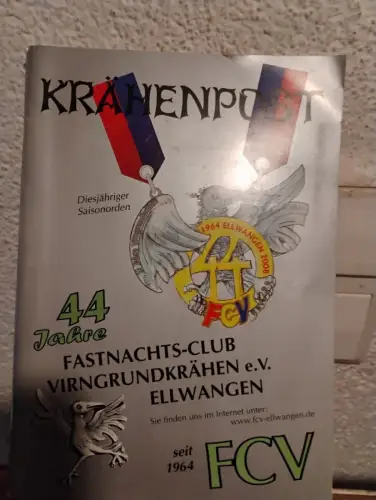 KRÄHENPOST
Diesjähriger
Saisonorden
1964 ELLWANGEN 2008
44
FCV
44
Jahre
FASTNACHTS-CLUB
VIRNGRUNDKRÄHEN e.V.
ELLWANGEN
Sie finden uns im Internet unter:
www.fcv-ellwangen.de
seit
1964
FCV